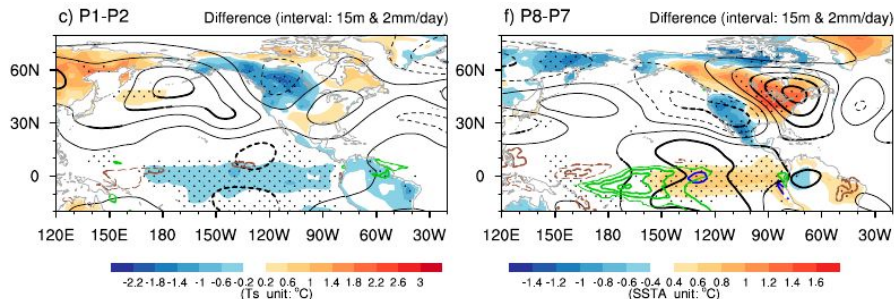 c) P1-P2 Difference (interval: 15m & 2mm/day)
60N
30N
0
120E 150E 180 150W 120W 90W 60W 30W
-2.2 -1.8 -1.4 -1 -0.6 -0.2 0.2 0.6 1 1.4 1.8 2.2 2.6 3
(Ts_unit: °C)
f) P8-P7 Difference (interval: 15m & 2mm/day)
60N
30N
0
120E 150E 180 150W 120W 90W 60W 30W
-1.4 -1.2 -1 -0.8 -0.6 -0.4 0.4 0.6 0.8 1 1.2 1.4 1.6
(SSTA_unit: °C)